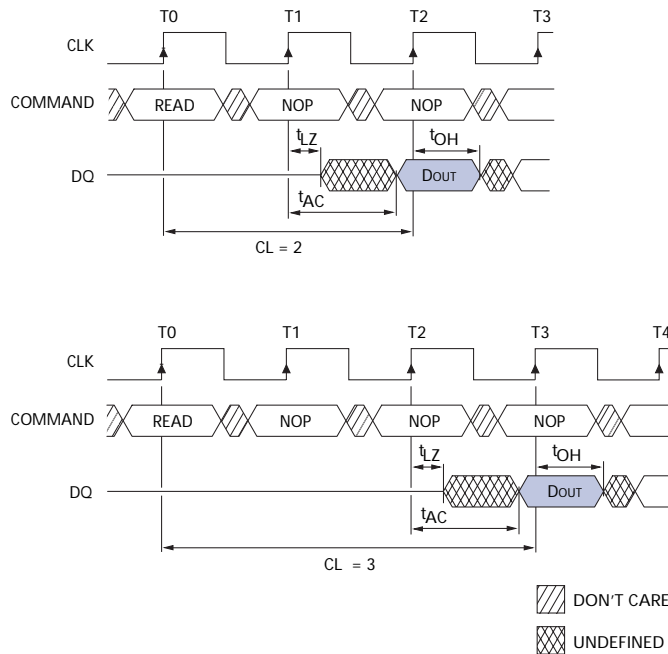 T0 T1 T2 T3
CLK
COMMAND READ NOP NOP
tLZ tOH
DQ DOUT
tAC
CL = 2
T0 T1 T2 T3 T4
CLK
COMMAND READ NOP NOP NOP
tLZ tOH
DQ DOUT
tAC
CL = 3
DON'T CARE
UNDEFINED